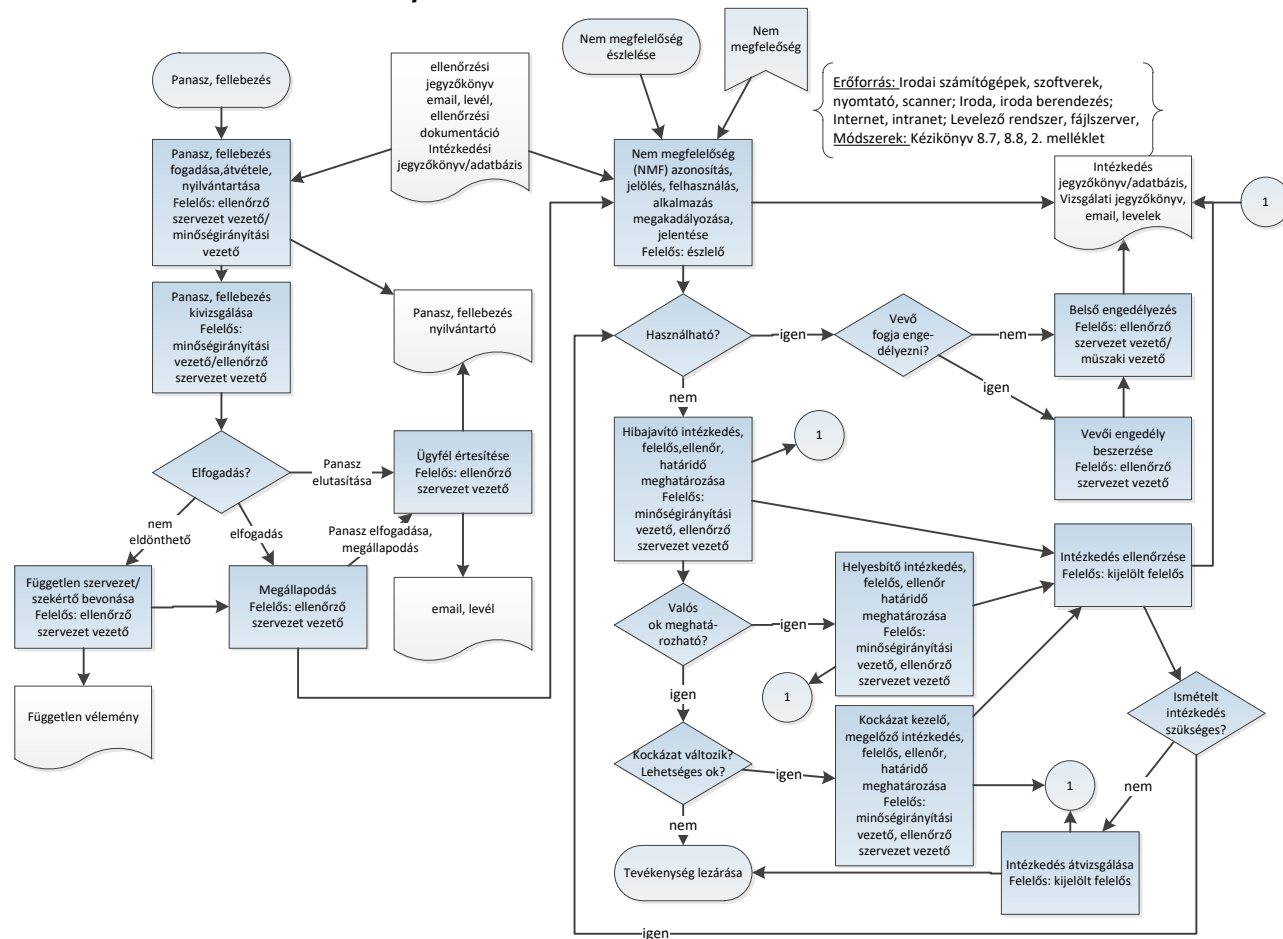 Panasz, fellebezés
ellenőrzési
jegyzőkönyv
email, levél,
ellenőrzési
dokumentáció
Intézkedési
jegyzőkönyv/adatbázis
Nem megfelőség
észlelése
Nem
megfeleőség
Erőforrás: Irodai számítógépek, szoftverek,
nyomtató, scanner; Iroda, iroda berendezés;
Internet, intranet; Levelező rendszer, fájlszerver,
Módszerek: Kézikönyv 8.7, 8.8, 2. melléklet
Panasz, fellebezés
fogadása,átvétele,
nyilvántartása
Felelős: ellenőrző
szervezet vezető/
minőségirányítási
vezető
Nem megfelőség
(NMF) azonosítás,
jelölés, felhasználás,
alkalmazás
megakadályozása,
jelentése
Felelős: észlelő
Intézkedés
jegyzőkönyv/adatbázis,
Vizsgálati jegyzőkönyv,
email, levelek
1
Panasz, fellebezés
kivizsgálása
Felelős:
minőségirányítási
vezető/ellenőrző
szervezet vezető
Panasz, fellebezés
nyilvántartó
Használható?
igen
Vevő
fogja enge-
délyezni?
nem
Belső engedélyezés
Felelős: ellenőrző
szervezet vezető/
műszaki vezető
igen
nem
Vevői engedély
beszerzése
Felelős: ellenőrző
szervezet vezető
Elfogadás?
Panasz
elutasítása
Ügyfél értesítése
Felelős: ellenőrző
szervezet vezető
Hibajavító intézkedés,
felelős,ellenőr,
határidő
meghatározása
Felelős:
minőségirányítási
vezető, ellenőrző
szervezet vezető
1
nem
eldönthető
elfogadás
Panasz elfogadása,
megállapodás
Független szervezet/
szekértő bevonása
Felelős: ellenőrző
szervezet vezető
Megállapodás
Felelős: ellenőrző
szervezet vezető
email, levél
Valós
ok meghatá-
rozható?
igen
Helyesbítő intézkedés,
felelős, ellenőr
határidő
meghatározása
Felelős:
minőségirányítási
vezető, ellenőrző
szervezet vezető
Intézkedés ellenőrzése
Felelős: kijelölt felelős
1
igen
Független vélemény
Ismételt
intézkedés
szükséges?
Kockázat változik?
Lehetséges ok?
igen
Kockázat kezelő,
megelőző intézkedés,
felelős, ellenőr,
határidő
meghatározása
Felelős:
minőségirányítási
vezető, ellenőrző
szervezet vezető
1
nem
nem
Tevékenység lezárása
Intézkedés átvizsgálása
Felelős: kijelölt felelős
igen